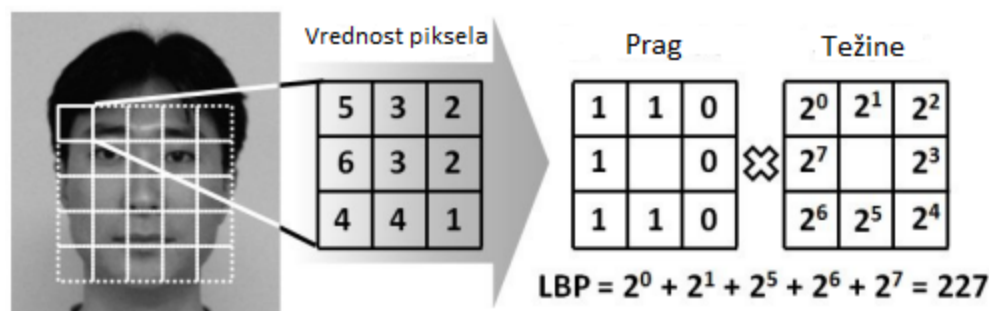 Vrednost piksela Prag Težine
5 3 2 1 1 0 2⁰ 2¹ 2²
6 3 2 1 0 2⁷ 2³
4 4 1 1 1 0 2⁶ 2⁵ 2⁴
LBP = 2⁰ + 2¹ + 2⁵ + 2⁶ + 2⁷ = 227